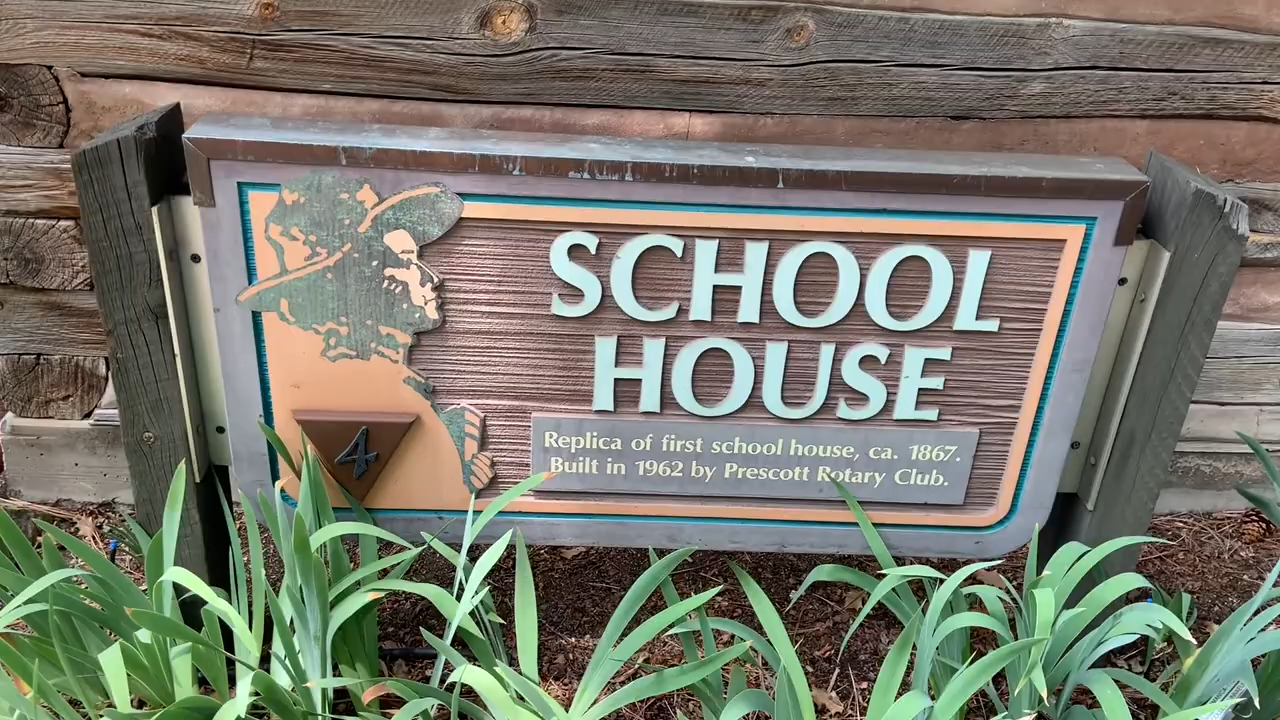 SCHOOL
HOUSE
Replica of first school house, ca. 1867.
Built in 1962 by Prescott Rotary Club.
4